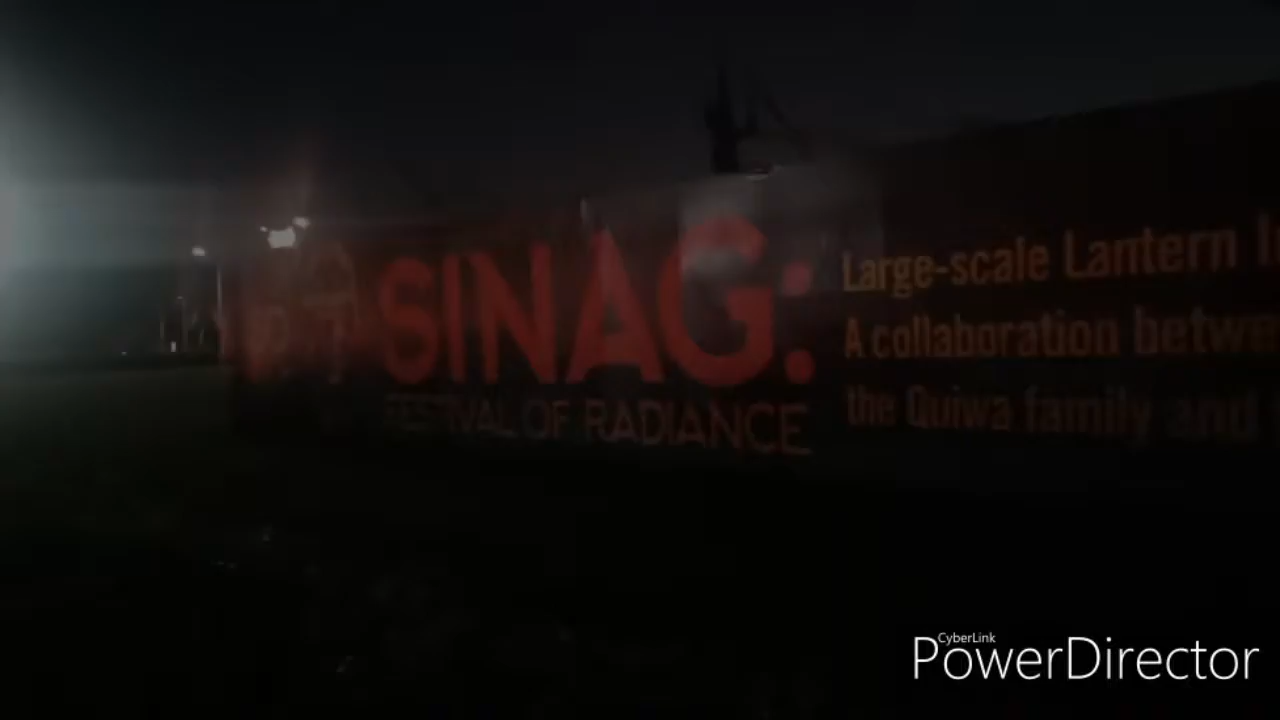 SINAG:
FESTIVAL OF RADIANCE
Large-scale Lantern
A collaboration
the Quiwa family and
CyberLink
PowerDirector